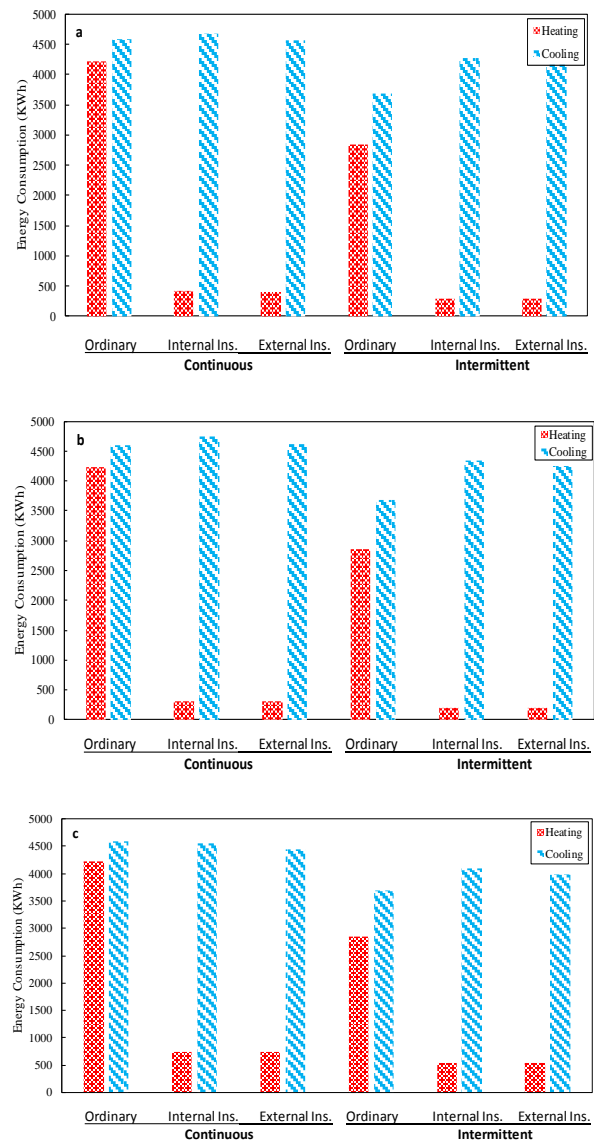 a
Heating
Cooling
Energy Consumption (KWh)
5000
4500
4000
3500
3000
2500
2000
1500
1000
500
0
Ordinary Internal Ins. External Ins. Ordinary Internal Ins. External Ins.
Continuous Intermittent
b
Heating
Cooling
Energy Consumption (KWh)
5000
4500
4000
3500
3000
2500
2000
1500
1000
500
0
Ordinary Internal Ins. External Ins. Ordinary Internal Ins. External Ins.
Continuous Intermittent
c
Heating
Cooling
Energy Consumption (KWh)
5000
4500
4000
3500
3000
2500
2000
1500
1000
500
0
Ordinary Internal Ins. External Ins. Ordinary Internal Ins. External Ins.
Continuous Intermittent